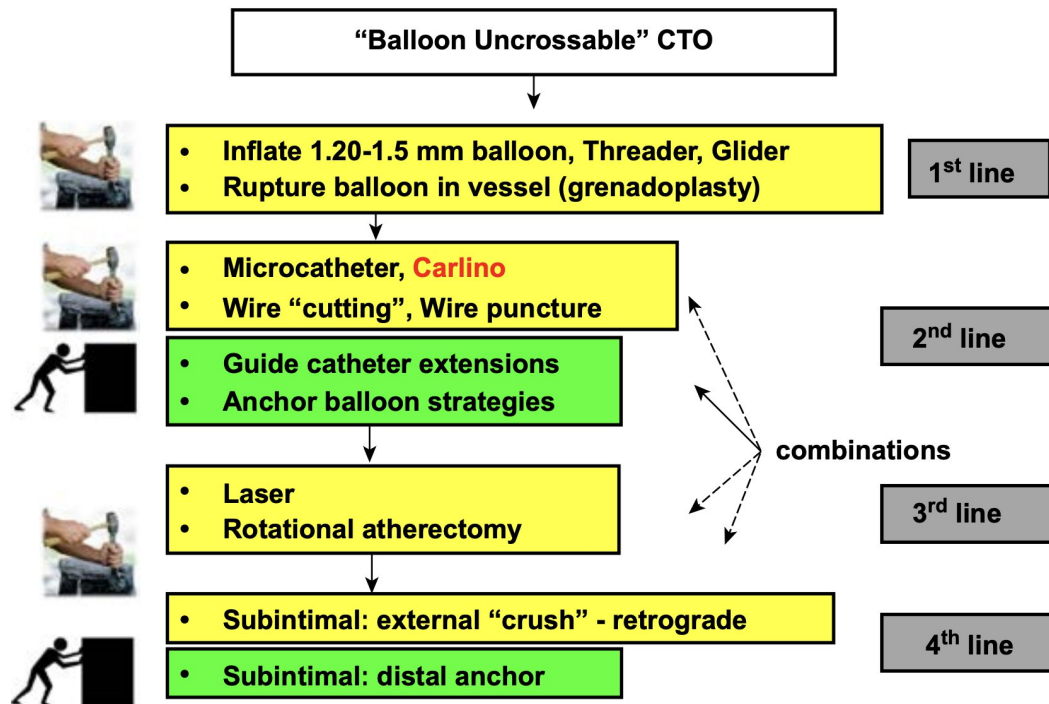 “Balloon Uncrossable” CTO
• Inflate 1.20-1.5 mm balloon, Threader, Glider
• Rupture balloon in vessel (grenadoplasty)
1st line
• Microcatheter, Carlino
• Wire “cutting”, Wire puncture
2nd line
• Guide catheter extensions
• Anchor balloon strategies
combinations
• Laser
• Rotational atherectomy
3rd line
• Subintimal: external “crush” - retrograde
4th line
• Subintimal: distal anchor